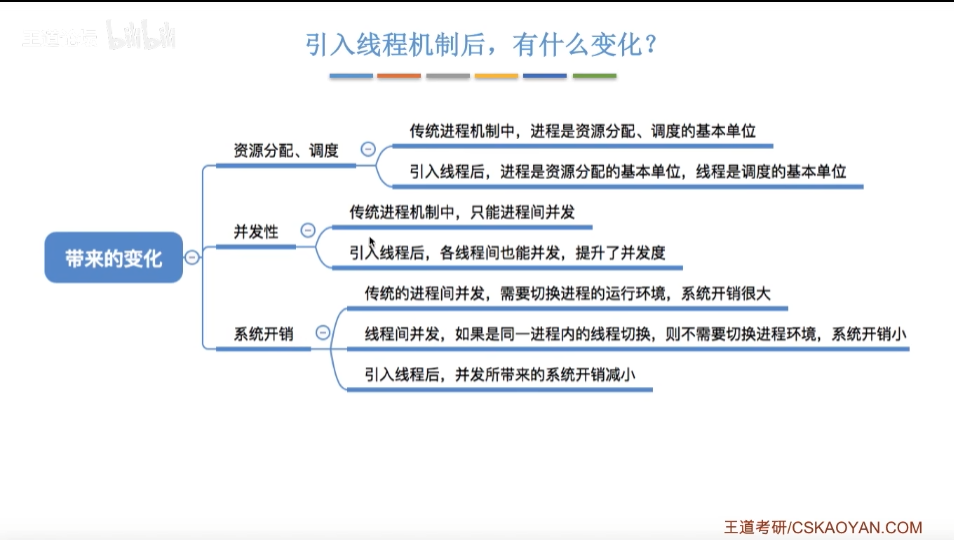 引入线程机制后，有什么变化？
传统进程机制中，进程是资源分配、调度的基本单位
资源分配、调度
引入线程后，进程是资源分配的基本单位，线程是调度的基本单位
传统进程机制中，只能进程间并发
并发性
引入线程后，各线程间也能并发，提升了并发度
带来的变化
传统的进程间并发，需要切换进程的运行环境，系统开销很大
系统开销
线程间并发，如果是同一进程内的线程切换，则不需要切换进程环境，系统开销小
引入线程后，并发所带来的系统开销减小
王道考研/CSKAOYAN.COM